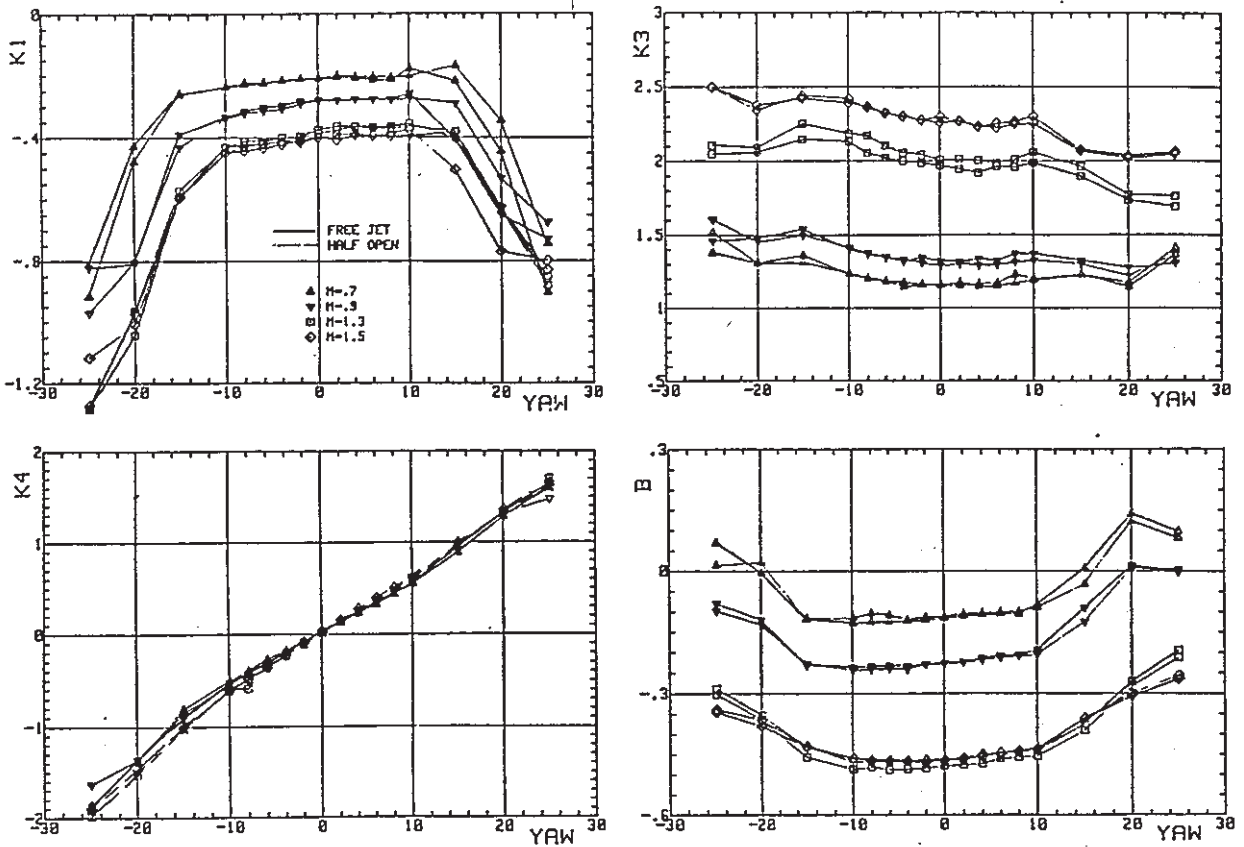 0
-.4
-.8
-1.2
K1
FREE JET
HALF OPEN
M=.7
M=.9
M=1.3
M=1.5
-30 -20 -10 0 10 20 30
YAW
3
2.5
2
1.5
1
.5
K3
-30 -20 -10 0 10 20 30
YAW
2
1
0
-1
-2
K4
-30 -20 -10 0 10 20 30
YAW
.3
0
-.3
-.6
B
-30 -20 -10 0 10 20 30
YAW